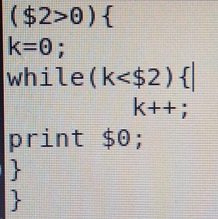 ($2>0){
k=0;
while(k<$2){
k++;
print $0;
}
}